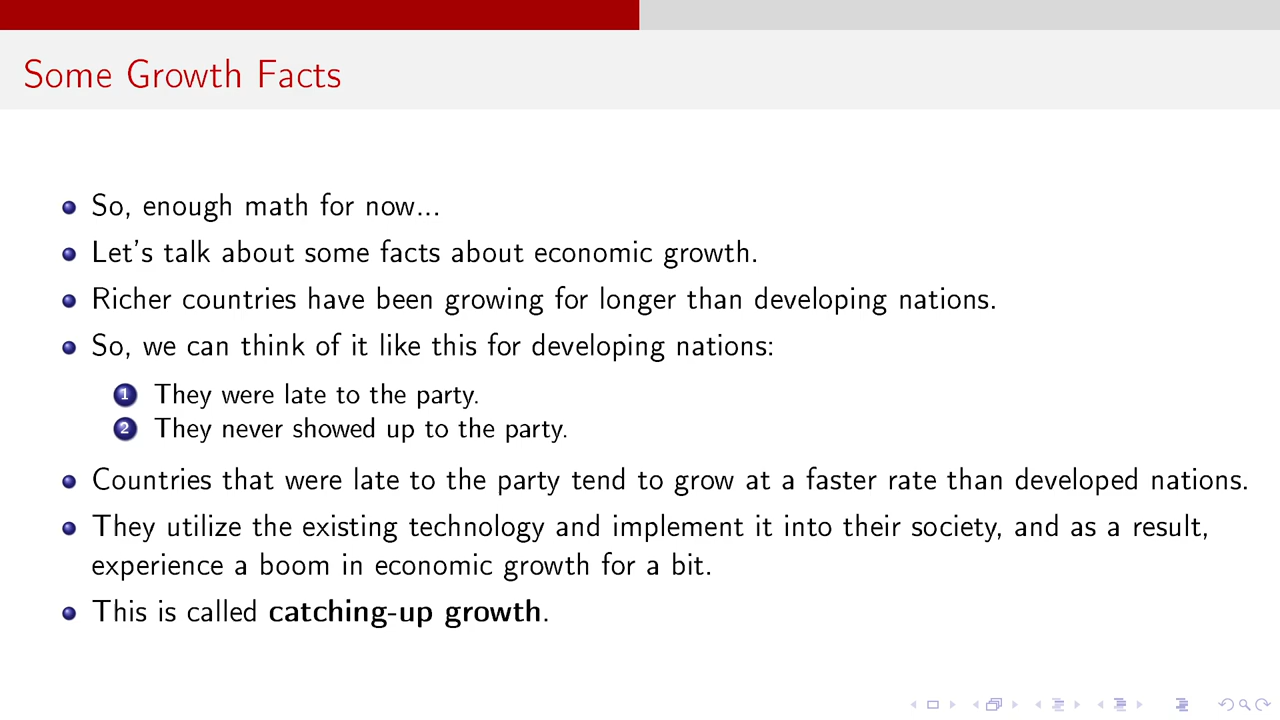 Some Growth Facts
So, enough math for now...
Let's talk about some facts about economic growth.
Richer countries have been growing for longer than developing nations.
So, we can think of it like this for developing nations:
1 They were late to the party.
2 They never showed up to the party.
Countries that were late to the party tend to grow at a faster rate than developed nations.
They utilize the existing technology and implement it into their society, and as a result,
experience a boom in economic growth for a bit.
This is called catching-up growth.